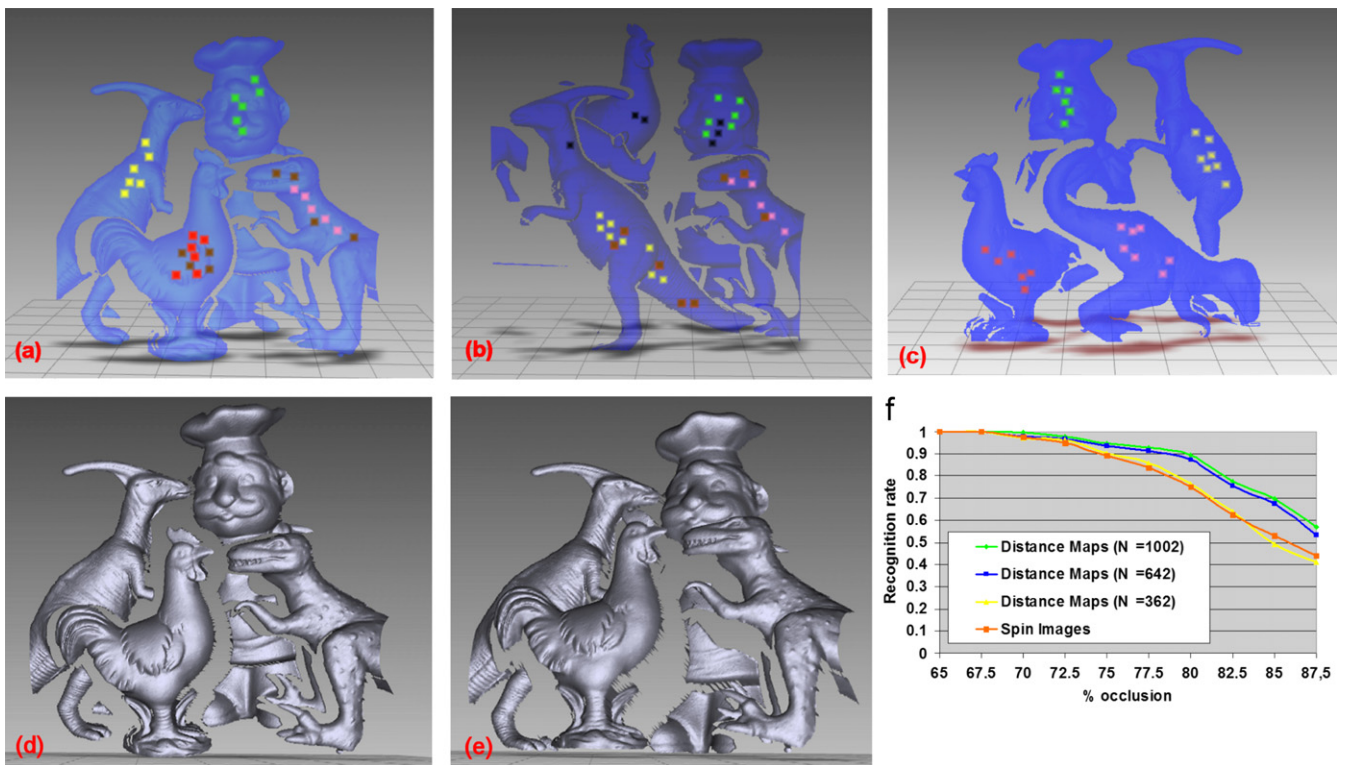 (a)
(b)
(c)
(d)
(e)
f
Recognition rate
1
0.9
0.8
0.7
0.6
0.5
0.4
0.3
0.2
0.1
0
Distance Maps (N =1002)
Distance Maps (N =642)
Distance Maps (N =362)
Spin Images
65 67.5 70 72.5 75 77.5 80 82.5 85 87,5
% occlusion